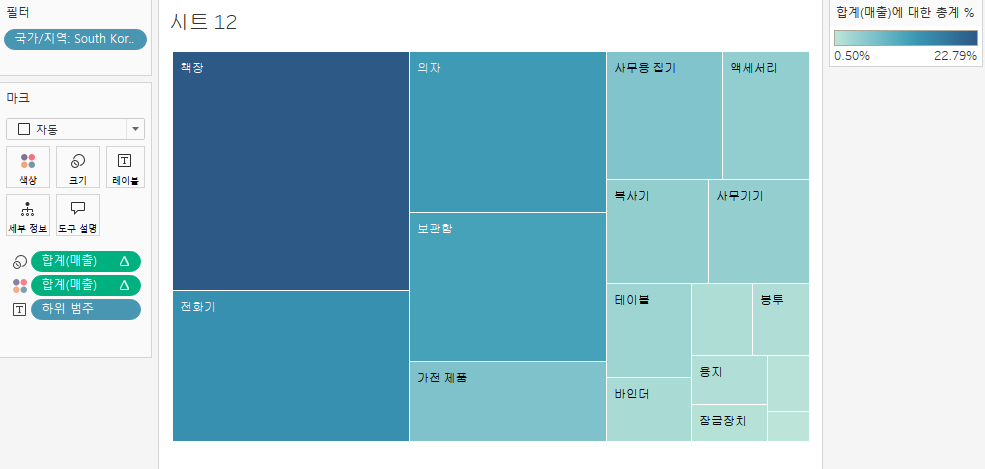 필터
국가/지역: South Kor..
마크
자동
색상
크기
레이블
세부 정보
도구 설명
합계(매출)
합계(매출)
하위 범주
시트 12
책장
의자
사무용 집기
액세서리
복사기
사무기기
보관함
전화기
테이블
봉투
가전 제품
용지
바인더
잠금장치
합계(매출)에 대한 총계 %
0.50%
22.79%